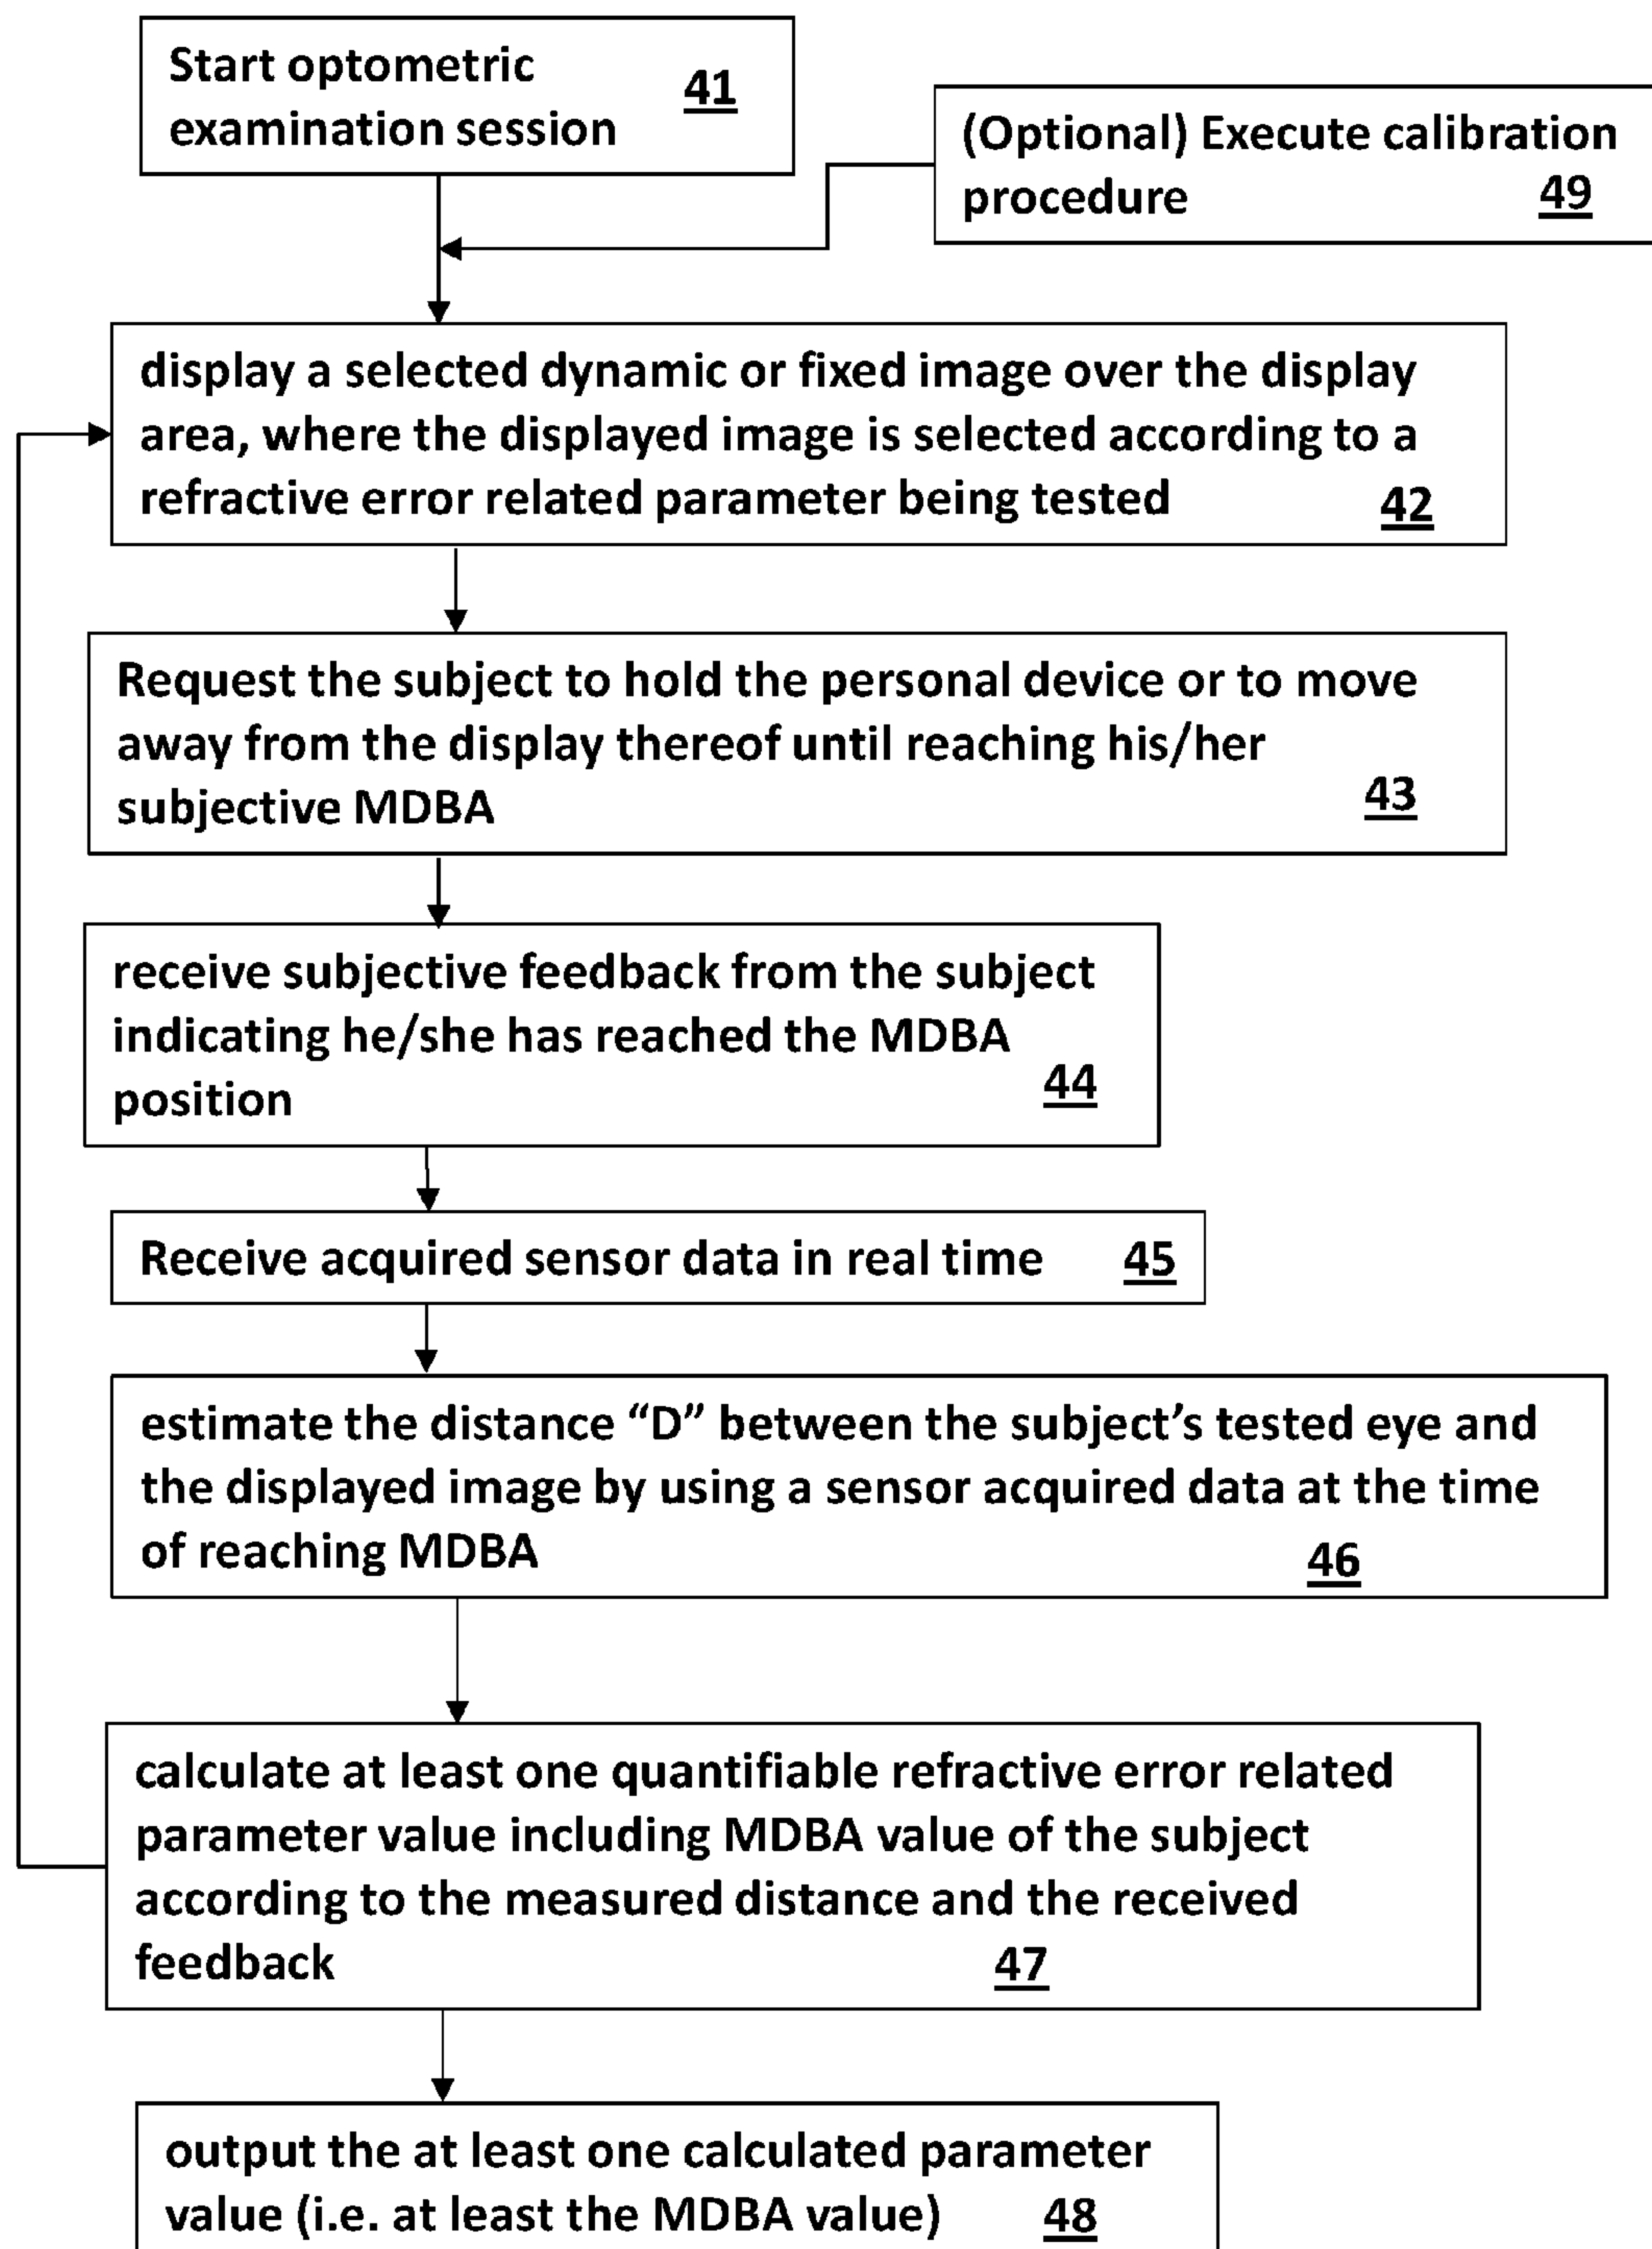 Start optometric
examination session 41
(Optional) Execute calibration
procedure 49
display a selected dynamic or fixed image over the display
area, where the displayed image is selected according to a
refractive error related parameter being tested 42
Request the subject to hold the personal device or to move
away from the display thereof until reaching his/her
subjective MDBA 43
receive subjective feedback from the subject
indicating he/she has reached the MDBA
position 44
Receive acquired sensor data in real time 45
estimate the distance “D” between the subject’s tested eye and
the displayed image by using a sensor acquired data at the time
of reaching MDBA 46
calculate at least one quantifiable refractive error related
parameter value including MDBA value of the subject
according to the measured distance and the received
feedback 47
output the at least one calculated parameter
value (i.e. at least the MDBA value) 48